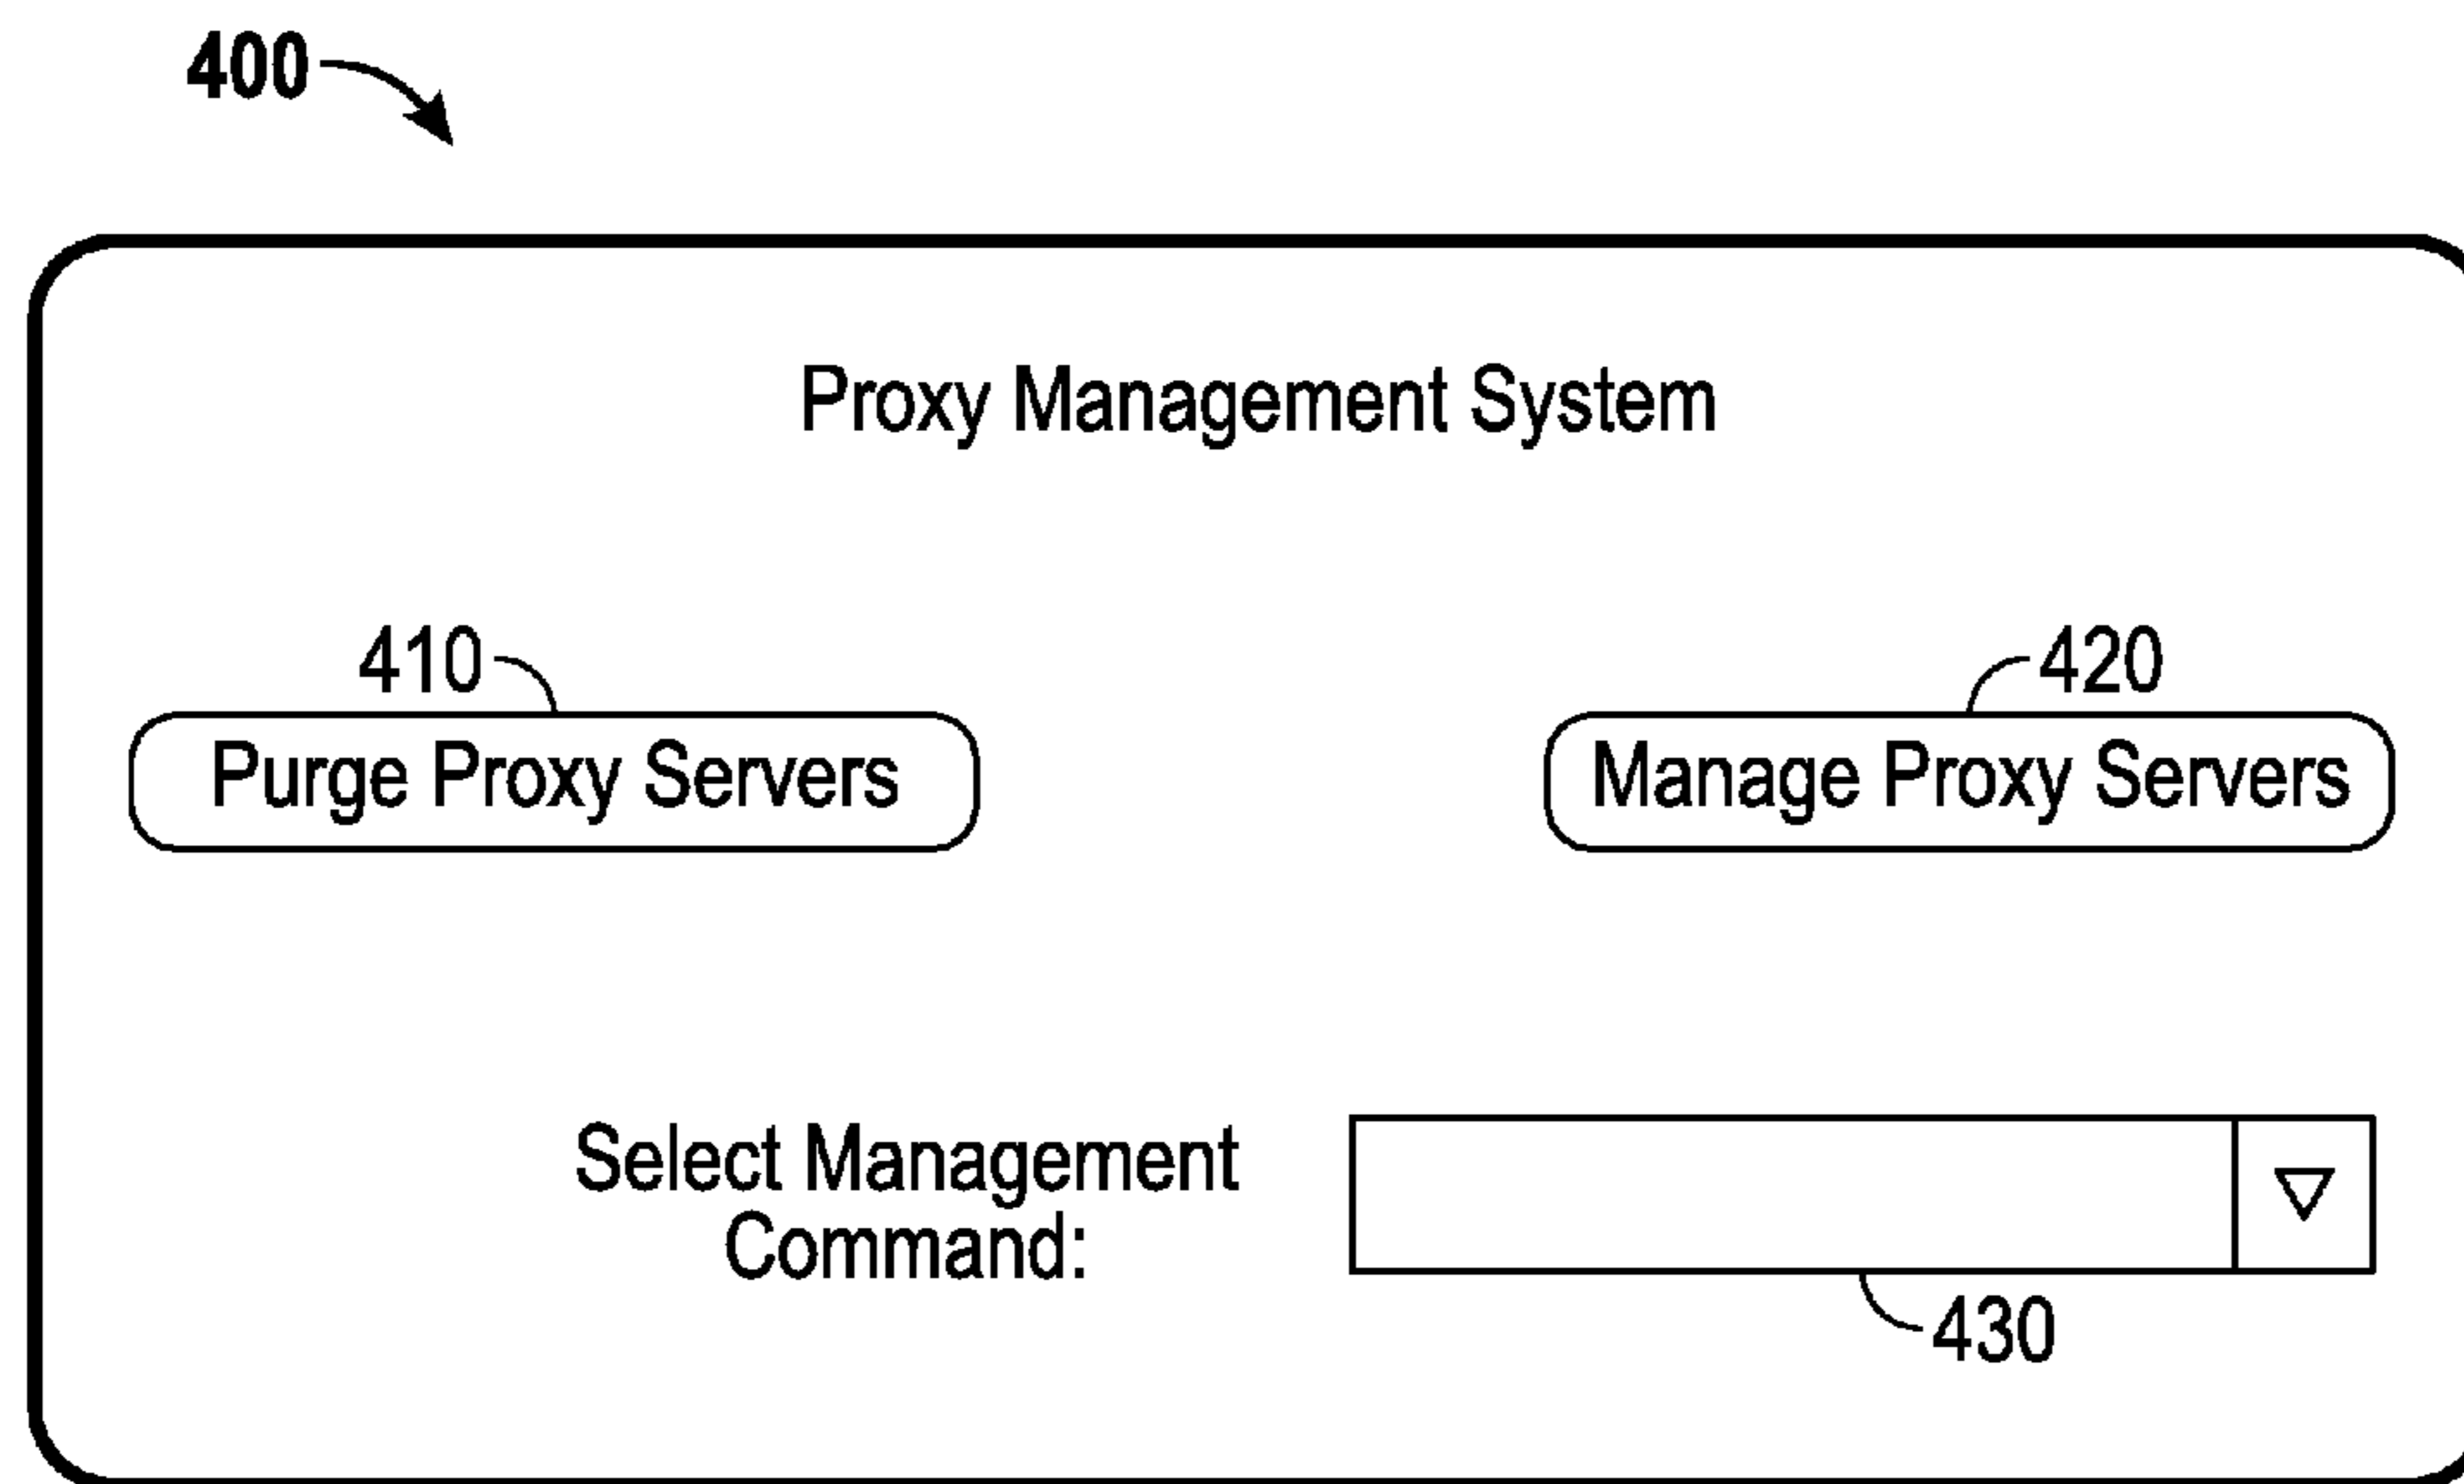 400
Proxy Management System
410
420
Purge Proxy Servers
Manage Proxy Servers
Select Management
Command:
430